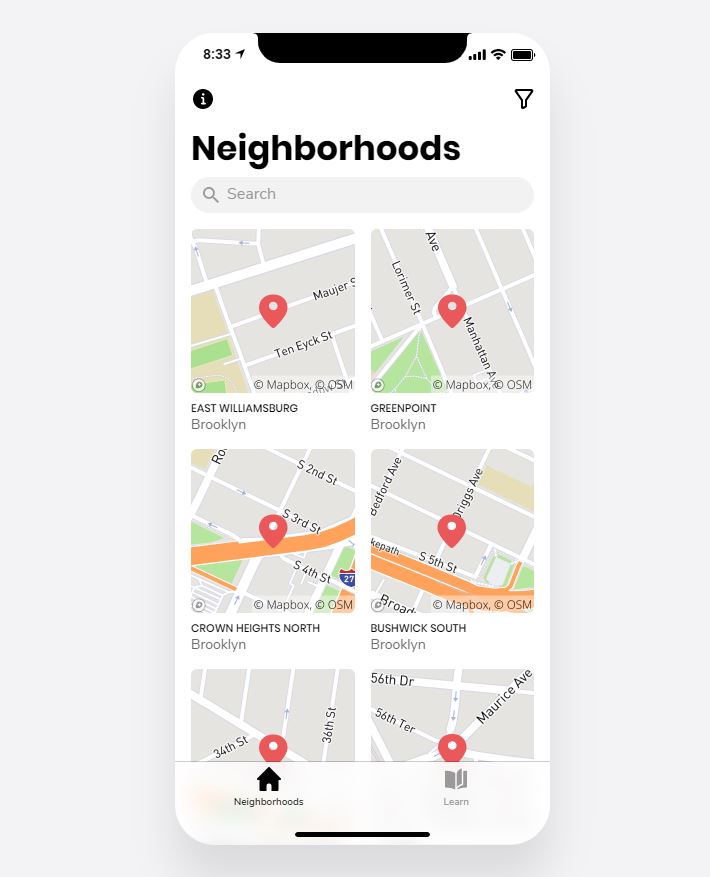 8:33
Neighborhoods
Search
Maujer S
Ten Eyck St
© Mapbox, © OSM
EAST WILLIAMSBURG
Brooklyn
Ave
Lorimer St
Manhattan A
© Mapbox, © OSM
GREENPOINT
Brooklyn
Ro
S 2nd St
S 3rd St
S 4th St
27
© Mapbox, © OSM
CROWN HEIGHTS NORTH
Brooklyn
Bedford Ave
Driggs Ave
kepath
S 5th St
Broad
© Mapbox, © OSM
BUSHWICK SOUTH
Brooklyn
34th St
36th St
56th Dr
56th Ter
Maurice Ave
Neighborhoods
Learn